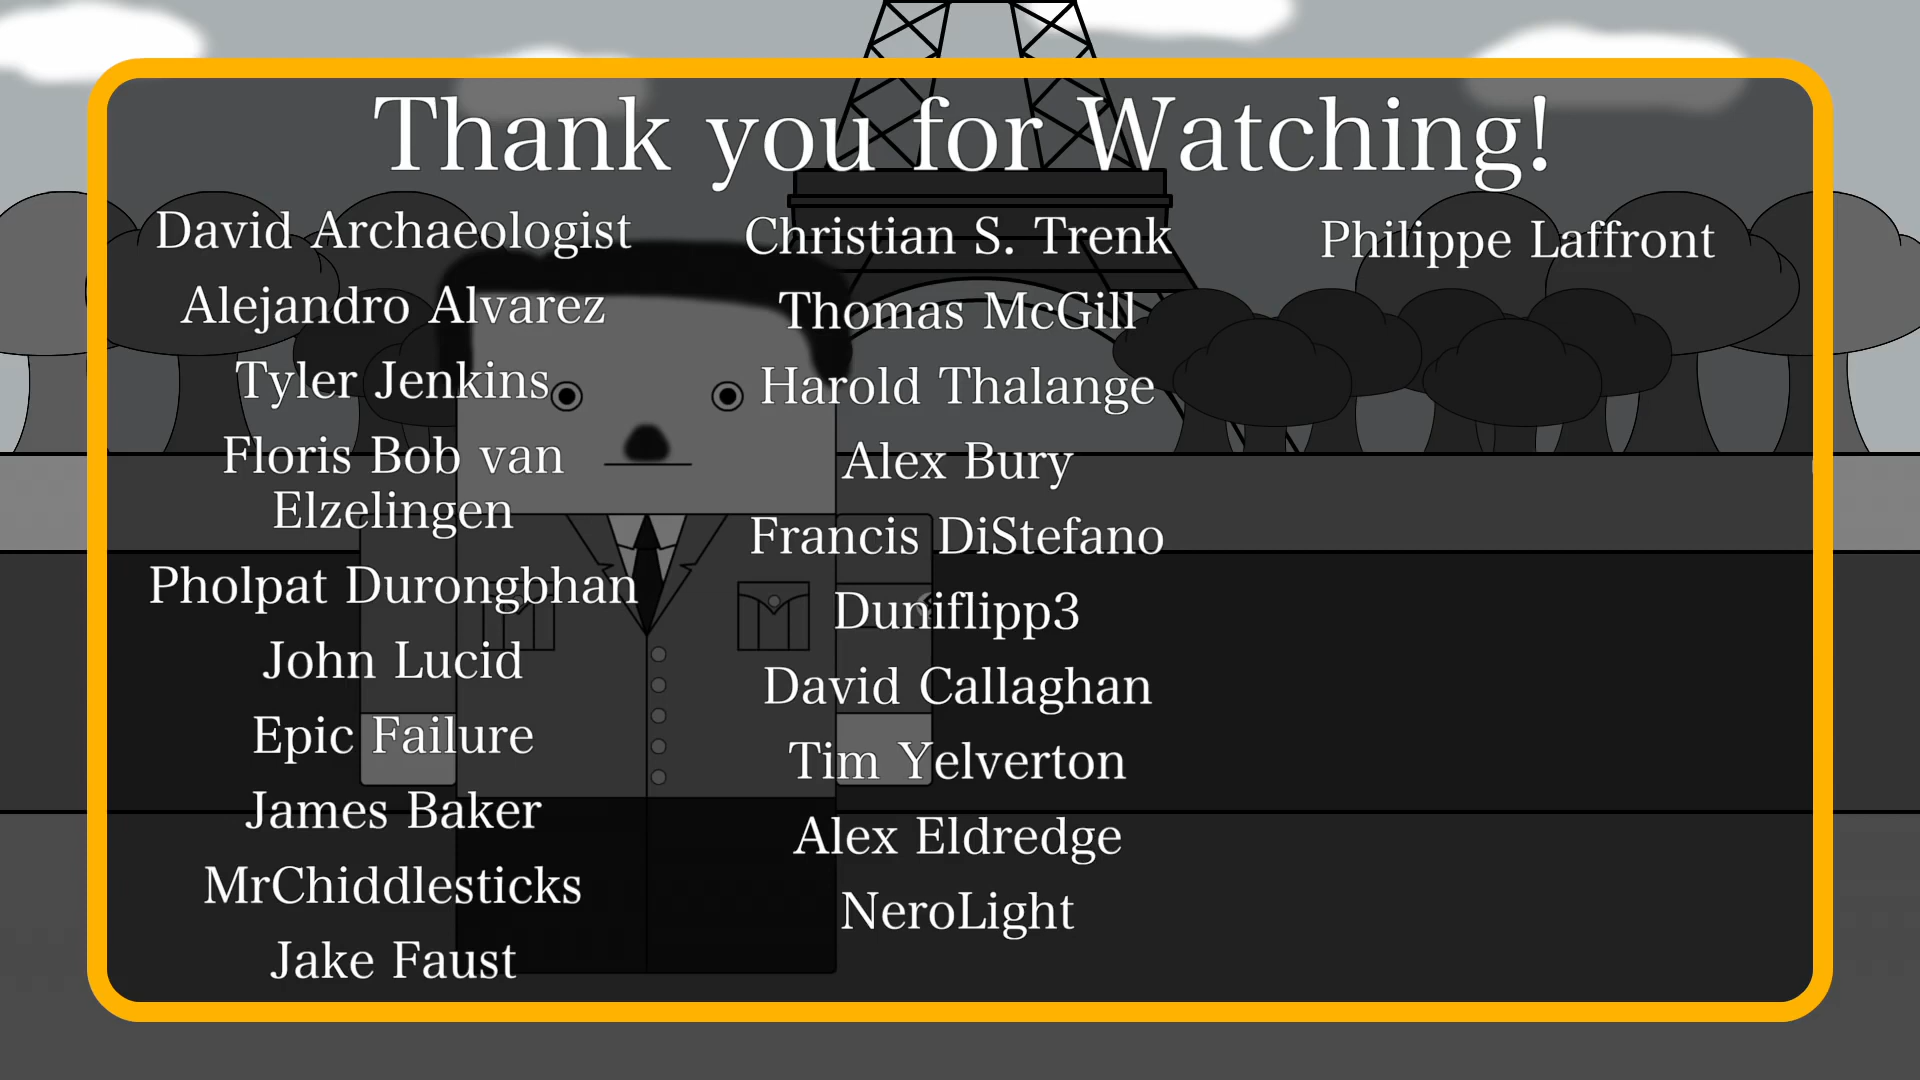 Thank you for Watching!
David Archaeologist
Alejandro Alvarez
Tyler Jenkins
Floris Bob van
Elzelingen
Pholpat Durongbhan
John Lucid
Epic Failure
James Baker
MrChiddlesticks
Jake Faust
Christian S. Trenk
Thomas McGill
Harold Thalange
Alex Bury
Francis DiStefano
Duniflipp3
David Callaghan
Tim Yelverton
Alex Eldredge
NeroLight
Philippe Laffront